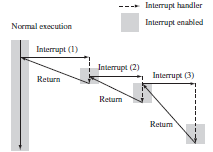 Interrupt handler
Interrupt enabled
Normal execution
Interrupt (1)
Interrupt (2)
Interrupt (3)
Return
Return
Return